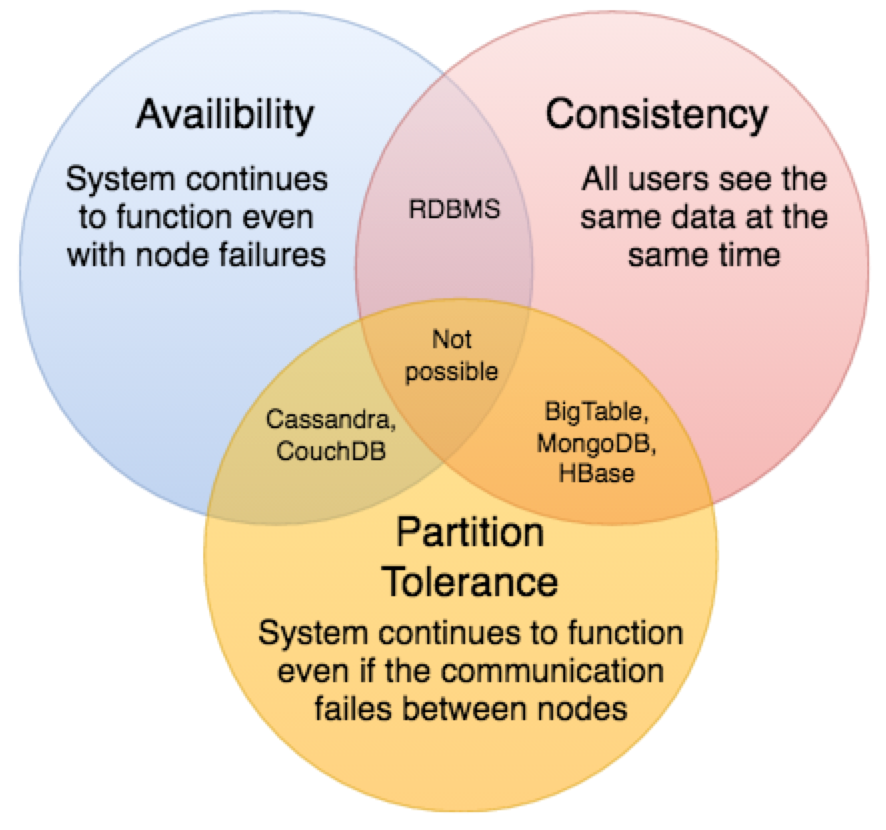 Availibility
System continues
to function even
with node failures
Consistency
All users see the
same data at the
same time
RDBMS
Not
possible
Cassandra,
CouchDB
BigTable,
MongoDB,
HBase
Partition
Tolerance
System continues to function
even if the communication
failes between nodes